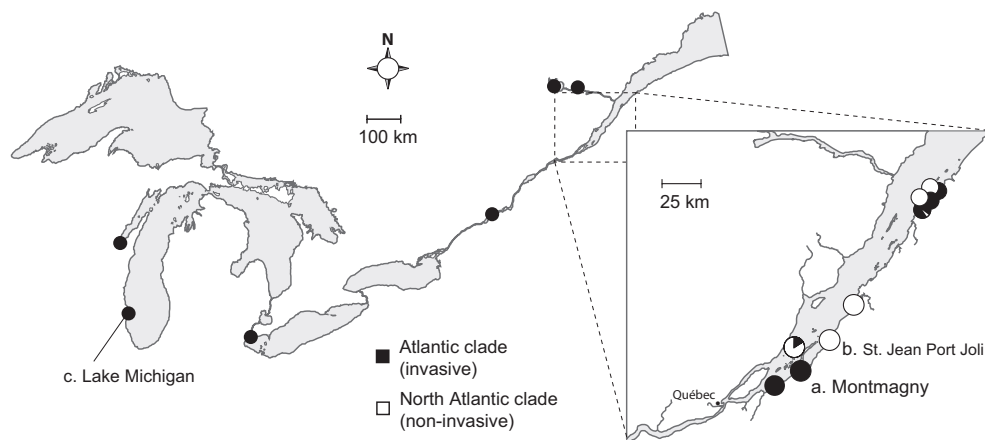 N
100 km
25 km
c. Lake Michigan
Atlantic clade
(invasive)
North Atlantic clade
(non-invasive)
b. St. Jean Port Joli
a. Montmagny
Québec